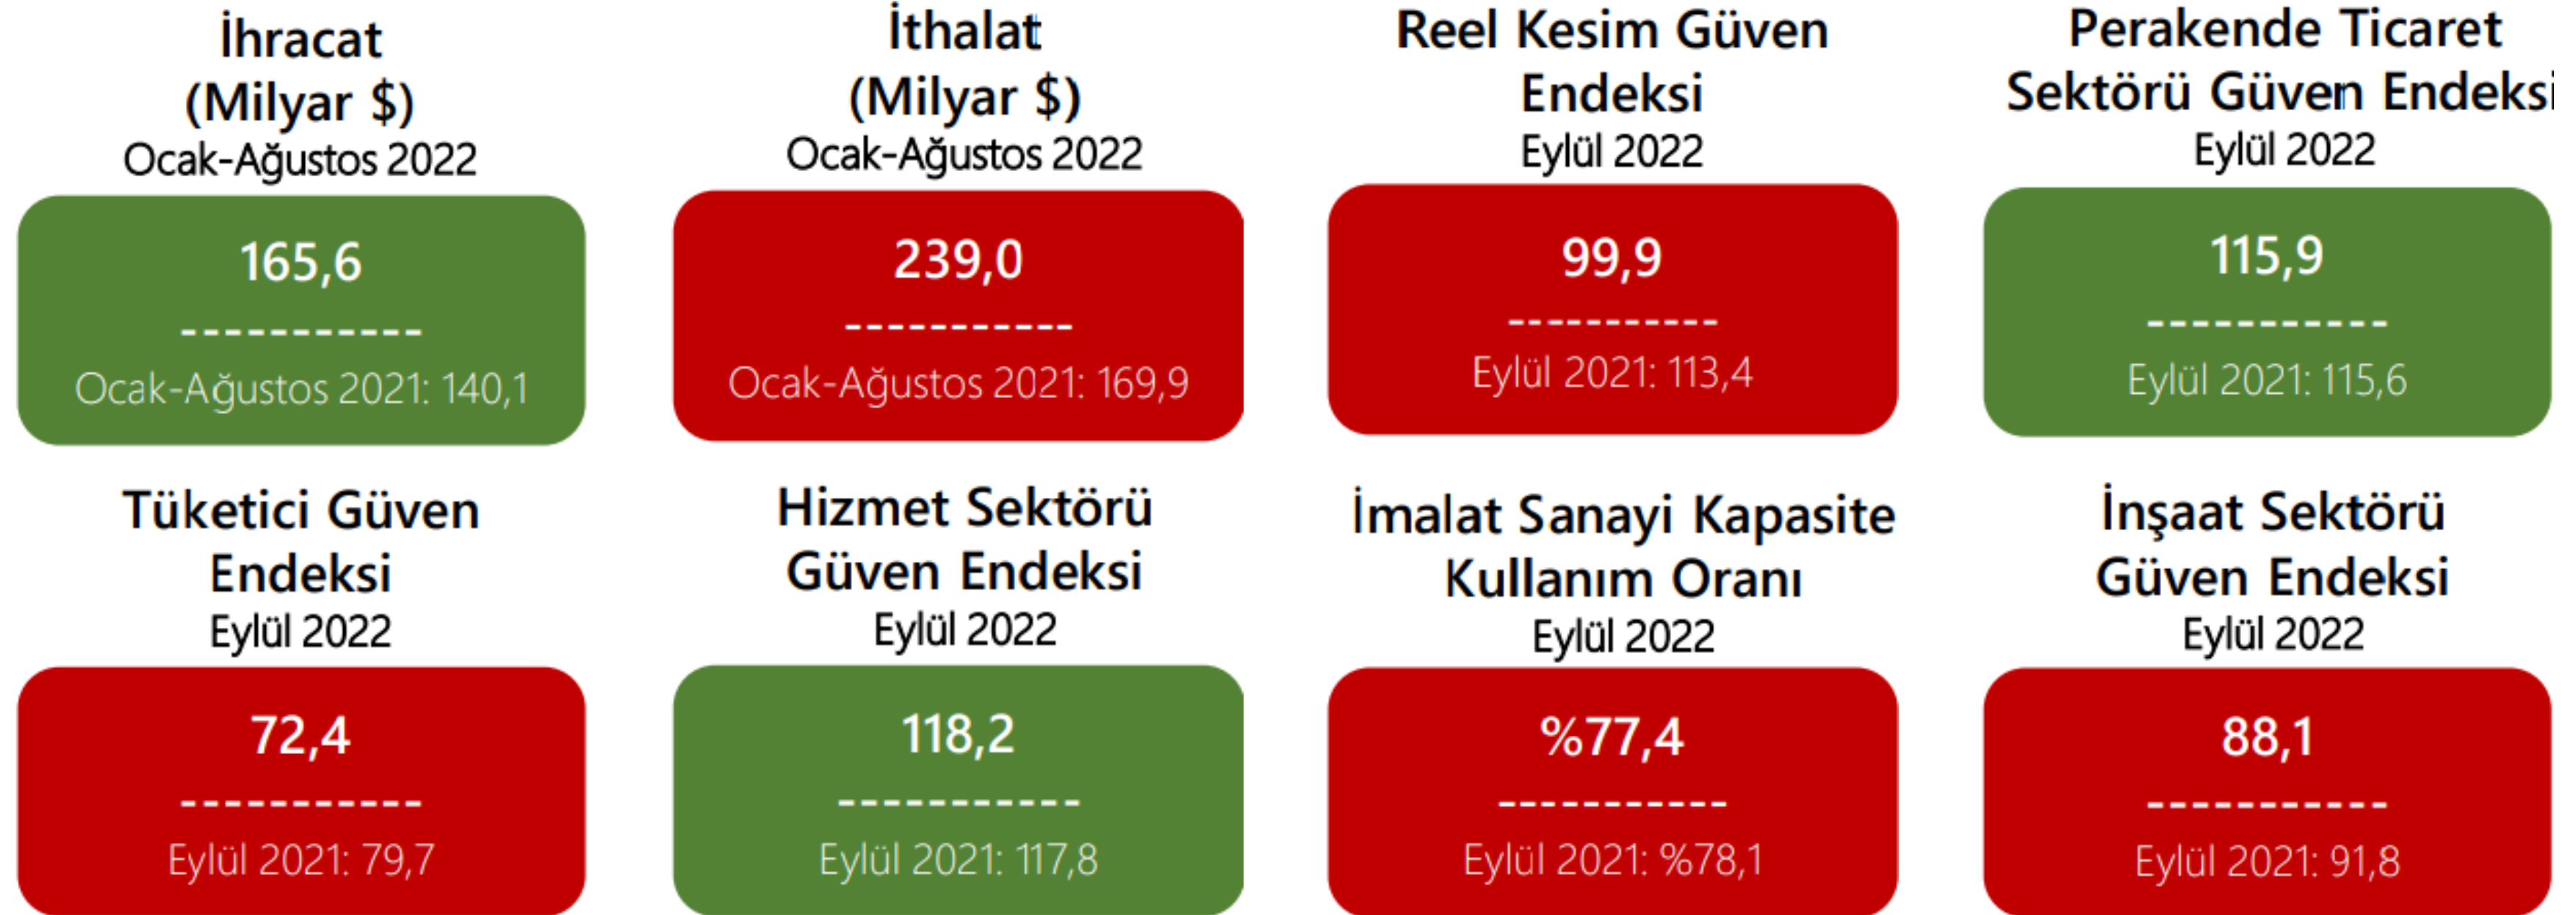 İhracat
(Milyar $)
Ocak-Ağustos 2022
165,6
-----------
Ocak-Ağustos 2021: 140,1
İthalat
(Milyar $)
Ocak-Ağustos 2022
239,0
-----------
Ocak-Ağustos 2021: 169,9
Reel Kesim Güven
Endeksi
Eylül 2022
99,9
-----------
Eylül 2021: 113,4
Perakende Ticaret
Sektörü Güven Endeksi
Eylül 2022
115,9
-----------
Eylül 2021: 115,6
Tüketici Güven
Endeksi
Eylül 2022
72,4
-----------
Eylül 2021: 79,7
Hizmet Sektörü
Güven Endeksi
Eylül 2022
118,2
-----------
Eylül 2021: 117,8
İmalat Sanayi Kapasite
Kullanım Oranı
Eylül 2022
%77,4
-----------
Eylül 2021: %78,1
İnşaat Sektörü
Güven Endeksi
Eylül 2022
88,1
-----------
Eylül 2021: 91,8